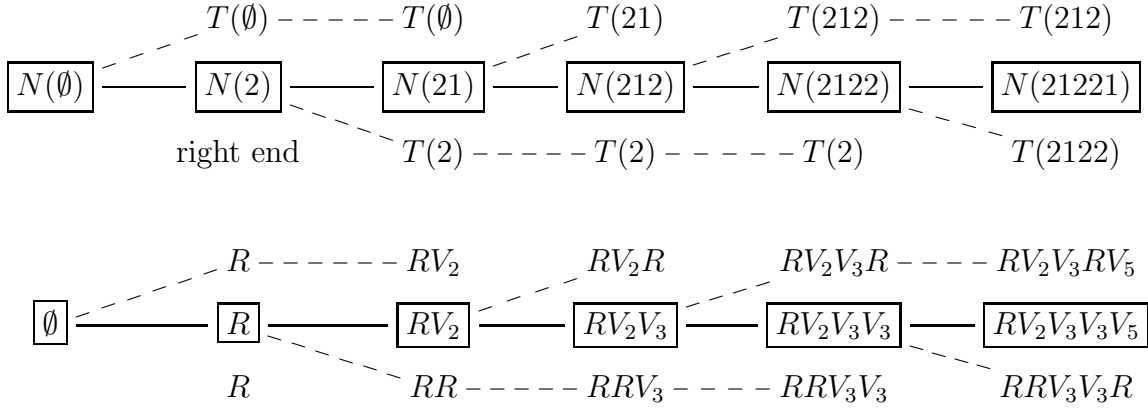 T(∅) T(∅) T(21) T(212) T(212)
N(∅) N(2) N(21) N(212) N(2122) N(21221)
right end T(2) T(2) T(2) T(2122)
R RV₂ RV₂R RV₂V₃R RV₂V₃RV₅
∅ R RV₂ RV₂V₃ RV₂V₃V₃ RV₂V₃V₃V₅
R RR RRV₃ RRV₃V₃ RRV₃V₃R